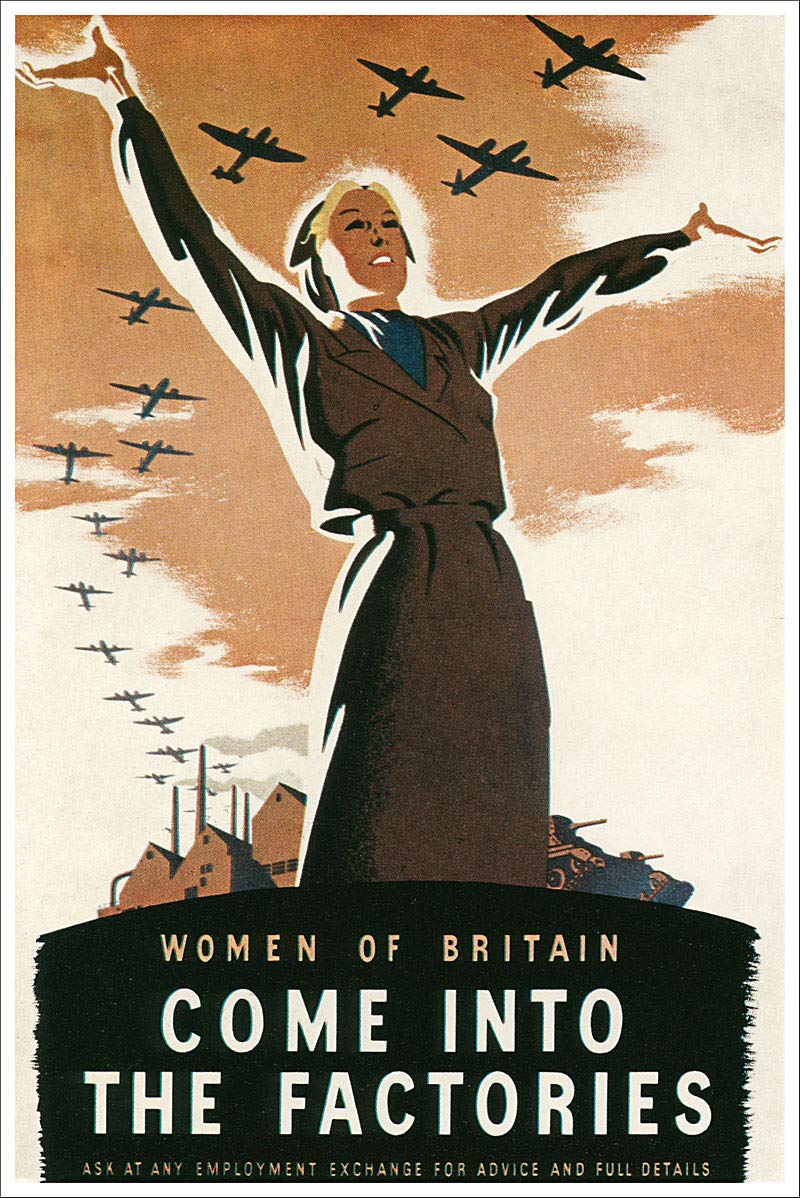 WOMEN OF BRITAIN
COME INTO
THE FACTORIES
ASK AT ANY EMPLOYMENT EXCHANGE FOR ADVICE AND FULL DETAILS